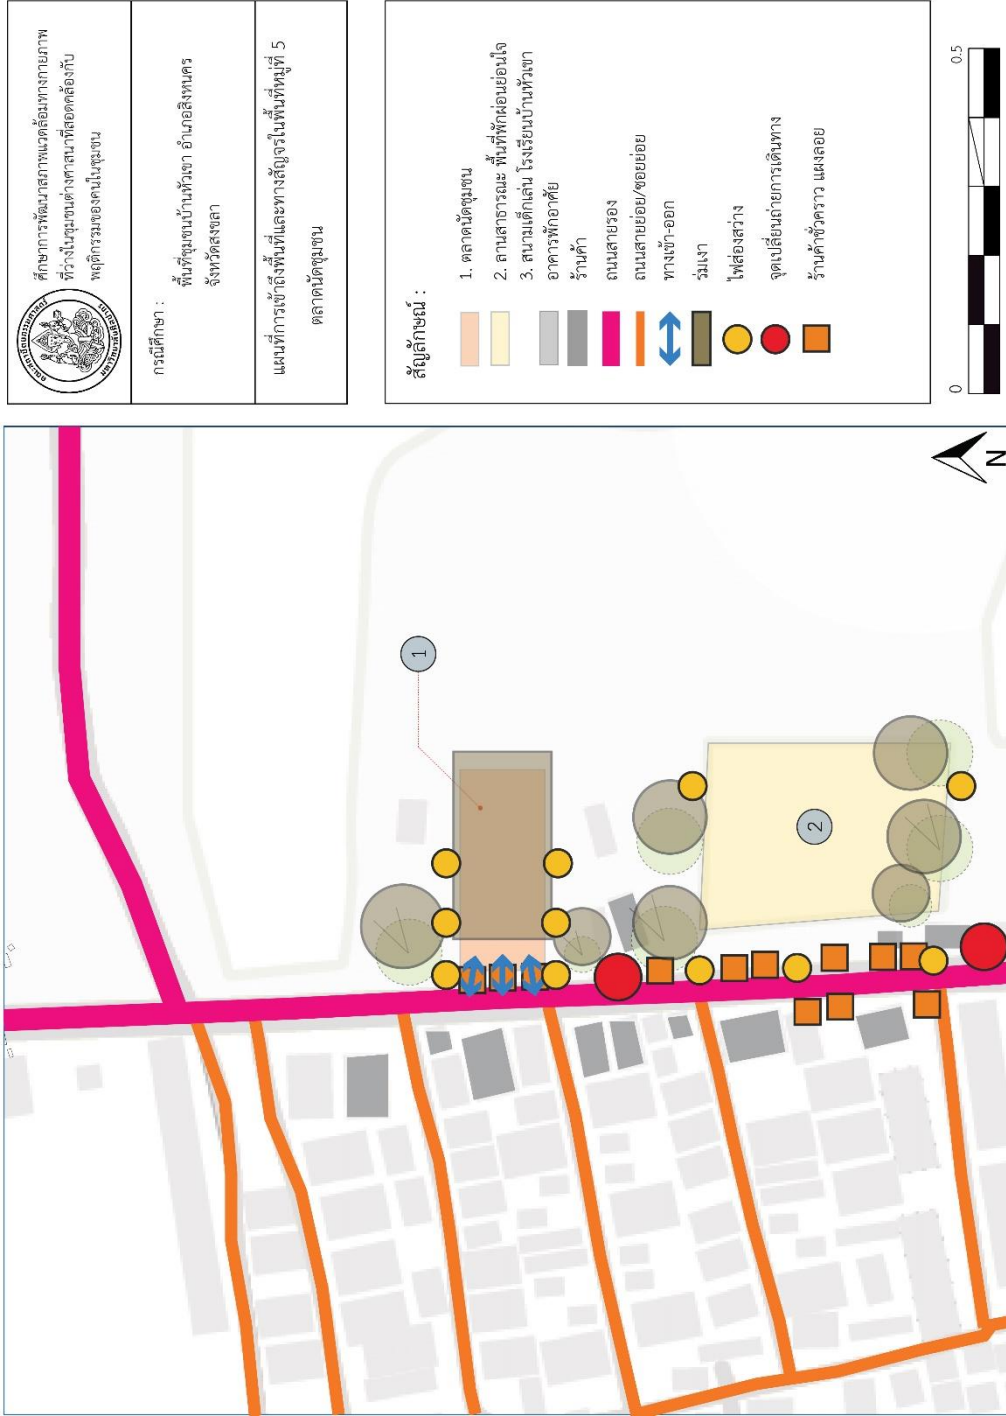 ศึกษาการพัฒนาสภาพแวดล้อมทางกายภาพ
ที่ว่างในชุมชนต่างศาสนาที่สอดคล้องกับ
พฤติกรรมของคนในชุมชน
กรณีศึกษา :
พื้นที่ชุมชนบ้านหัวเขา อำเภอสิงหนคร
จังหวัดสงขลา
แผนที่การเข้าถึงพื้นที่และทางสัญจรในพื้นที่หมู่ที่ 5
ตลาดนัดชุมชน
สัญลักษณ์ :
1. ตลาดนัดชุมชน
2. ลานสาธารณะ พื้นที่พักผ่อนย่อนใจ
3. สนามเด็กเล่น โรงเรียนบ้านหัวเขา
อาคารพักอาศัย
ร้านค้า
ถนนสายรอง
ถนนสายย่อย/ซอยย่อย
ทางเข้า-ออก
ร่มเงา
ไฟส่องสว่าง
จุดเปลี่ยนถ่ายการเดินทาง
ร้านค้าชั่วคราว แผงลอย
0
0.5
N
1
2